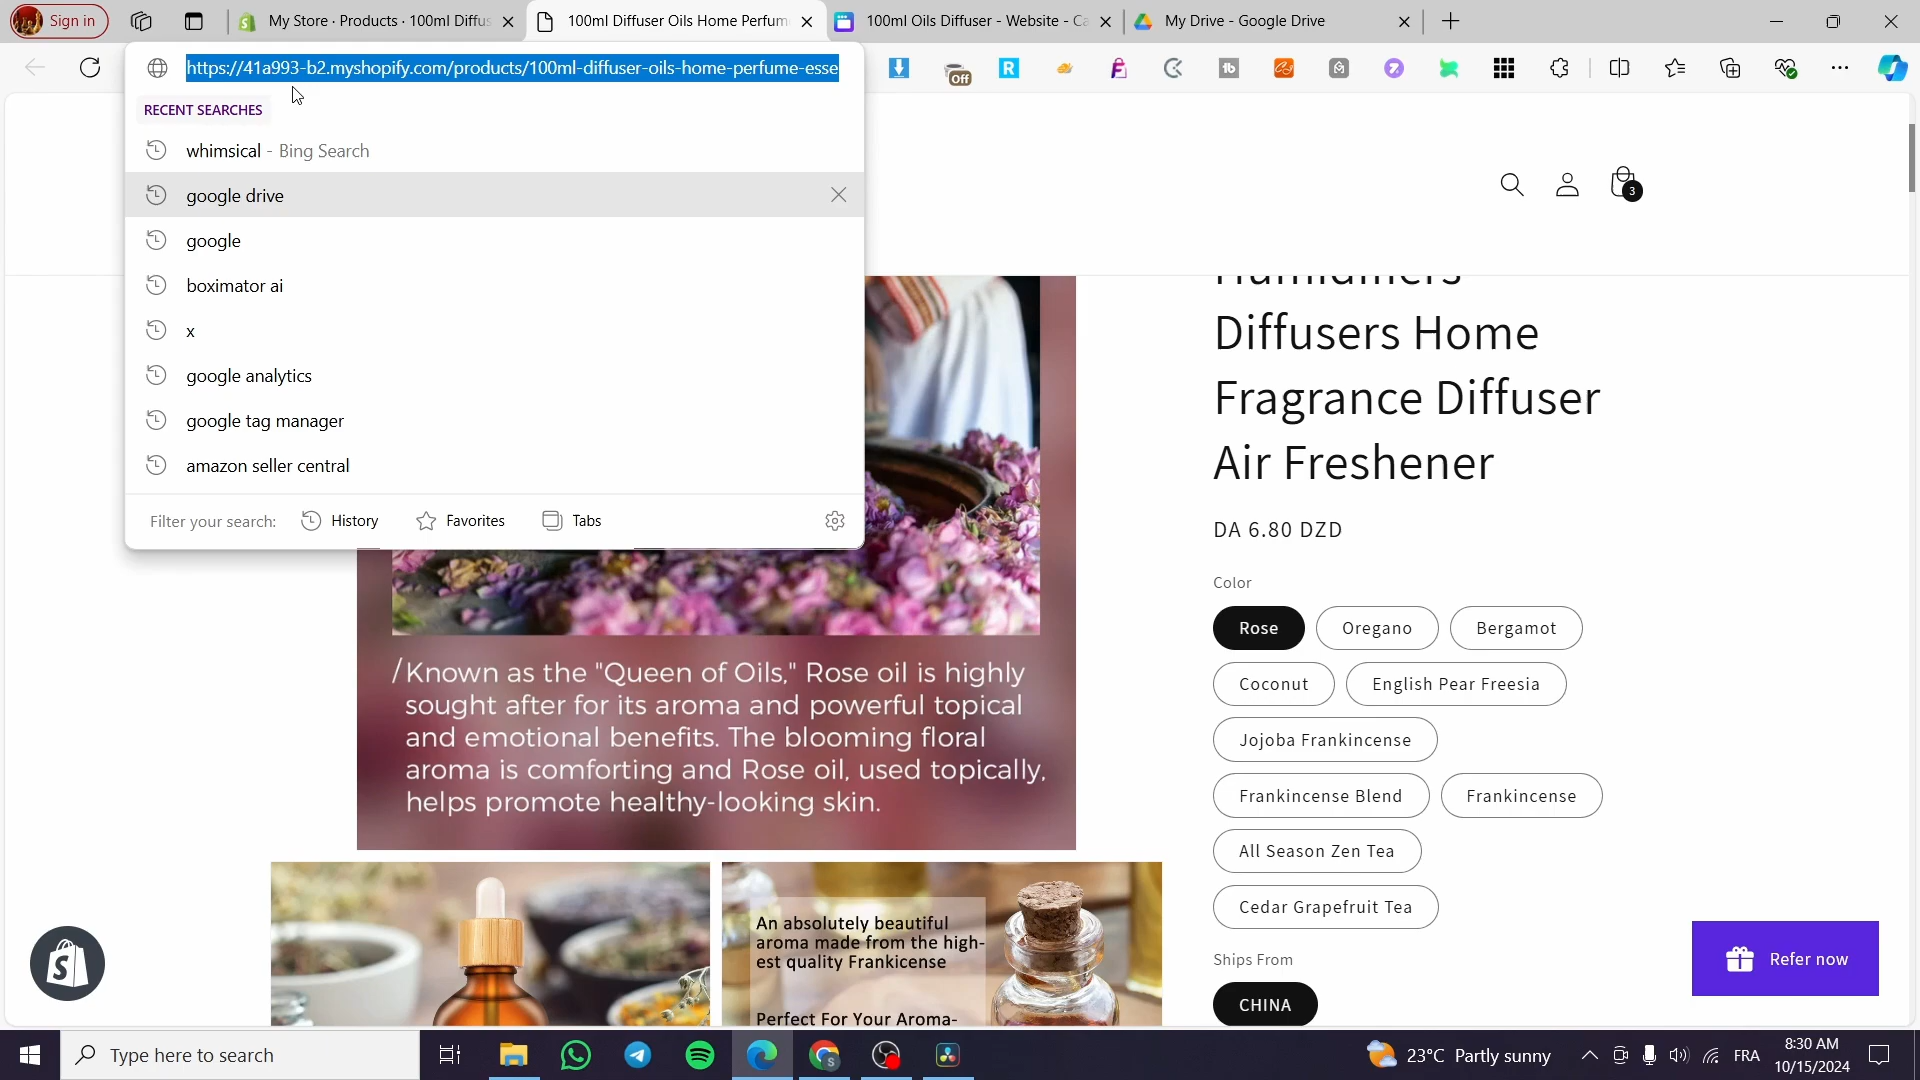 Sign in
My Store · Products · 100ml Diffus
100ml Diffuser Oils Home Perfum
100ml Oils Diffuser - Website - Ca
My Drive - Google Drive
https://41a993-b2.myshopify.com/products/100ml-diffuser-oils-home-perfume-esse
Off
RECENT SEARCHES
whimsical - Bing Search
google drive
google
boximator ai
x
google analytics
google tag manager
amazon seller central
Filter your search: History Favorites Tabs
3
Humidifiers
Diffusers Home
Fragrance Diffuser
Air Freshener
DA 6.80 DZD
Color
Rose Oregano Bergamot
Coconut English Pear Freesia
Jojoba Frankincense
Frankincense Blend Frankincense
All Season Zen Tea
Cedar Grapefruit Tea
Ships From
CHINA
/Known as the "Queen of Oils," Rose oil is highly
sought after for its aroma and powerful topical
and emotional benefits. The blooming floral
aroma is comforting and Rose oil, used topically,
helps promote healthy-looking skin.
An absolutely beautiful
aroma made from the high-
est quality Frankicense
Perfect For Your Aroma-
Refer now
Type here to search
23°C Partly sunny
FRA
8:30 AM
10/15/2024